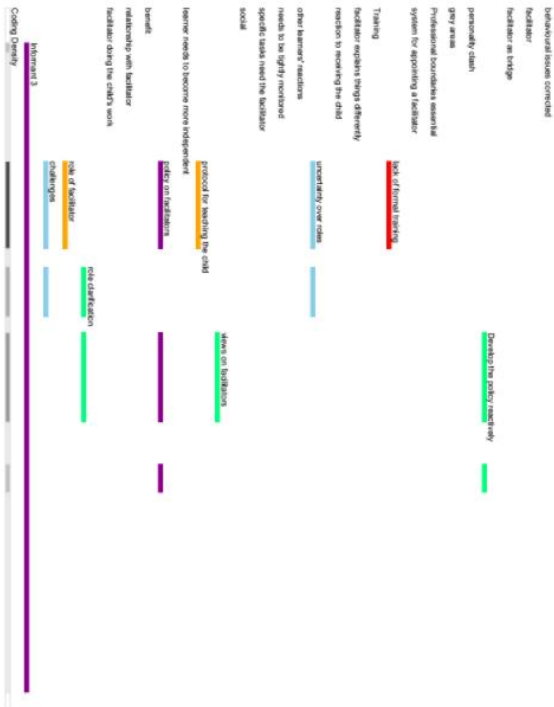 behavioural issues corrected
facilitator
facilitator as bridge
personality clash
grey areas
Professional boundaries essential
system for appointing a facilitator
Training
facilitator explains things differently
reaction to receiving the child
other learners' reactions
needs to be tightly monitored
specific tasks need the facilitator
social
learner needs to become more independent
benefit
relationship with facilitator
facilitator doing the child's work
Informant 3
Coding Density
Develop the policy reactively
lack of formal training
uncertainty over roles
views on facilitators
protocol for teaching the child
policy on facilitators
role clarification
role of facilitator
challenges